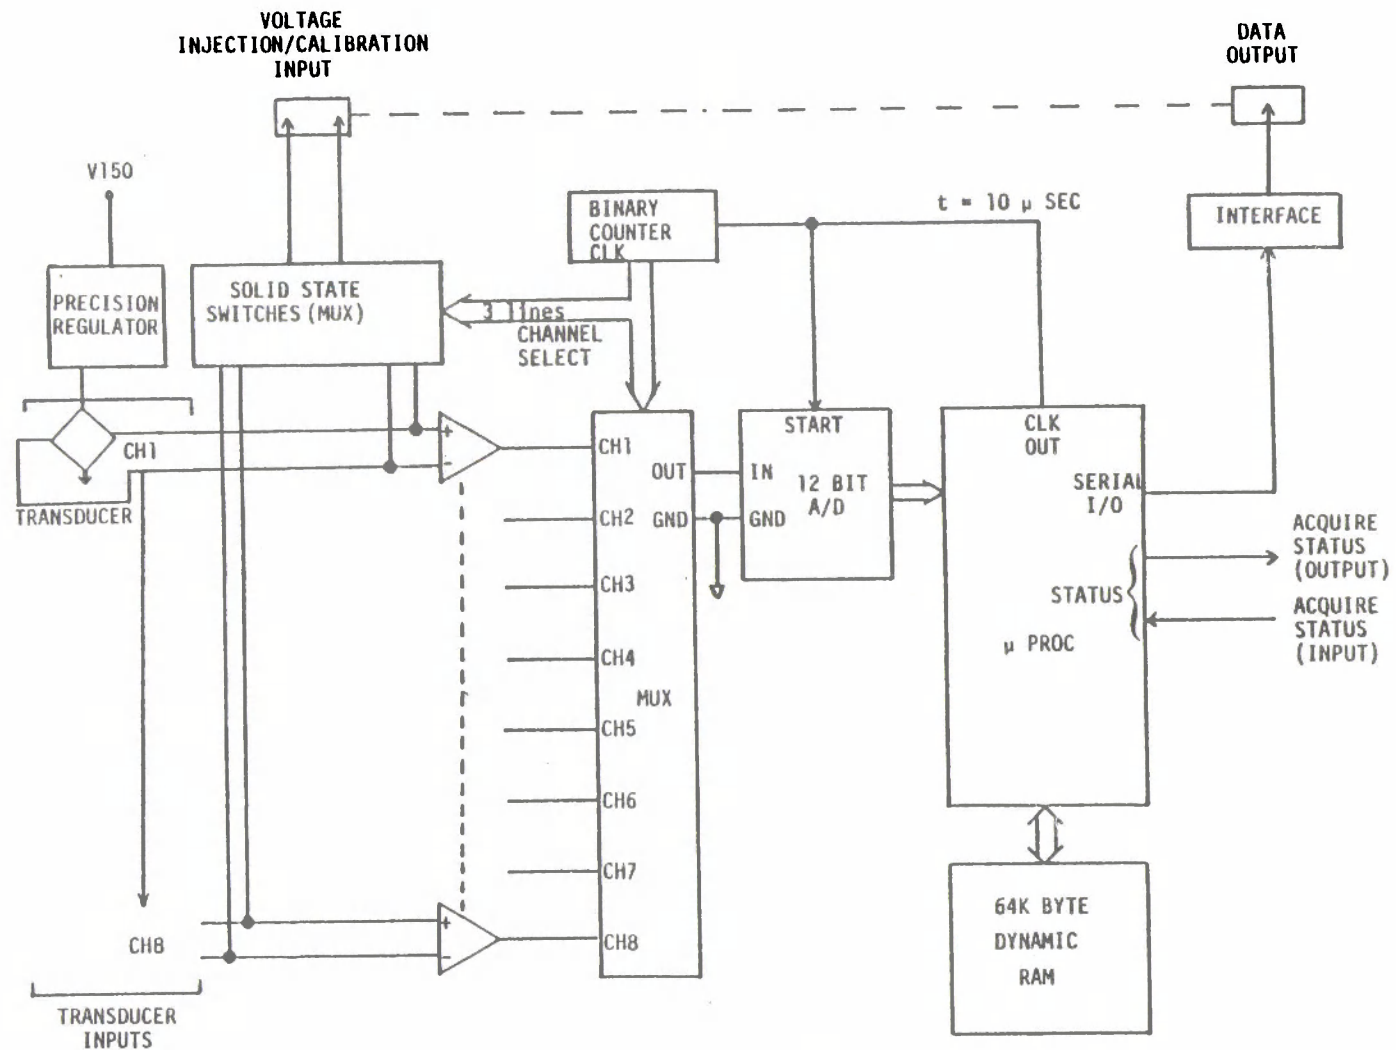 VOLTAGE
INJECTION/CALIBRATION
INPUT
DATA
OUTPUT
V150
BINARY
COUNTER
CLK
t = 10 µ SEC
INTERFACE
PRECISION
REGULATOR
SOLID STATE
SWITCHES (MUX)
3 lines
CHANNEL
SELECT
CH1
TRANSDUCER
+
-
CH1
OUT
GND
CH2
CH3
CH4
MUX
CH5
CH6
CH7
CH8
START
IN
12 BIT
A/D
GND
CLK
OUT
SERIAL
I/O
STATUS
µ PROC
ACQUIRE
STATUS
(OUTPUT)
ACQUIRE
STATUS
(INPUT)
CH8
+
-
TRANSDUCER
INPUTS
64K BYTE
DYNAMIC
RAM